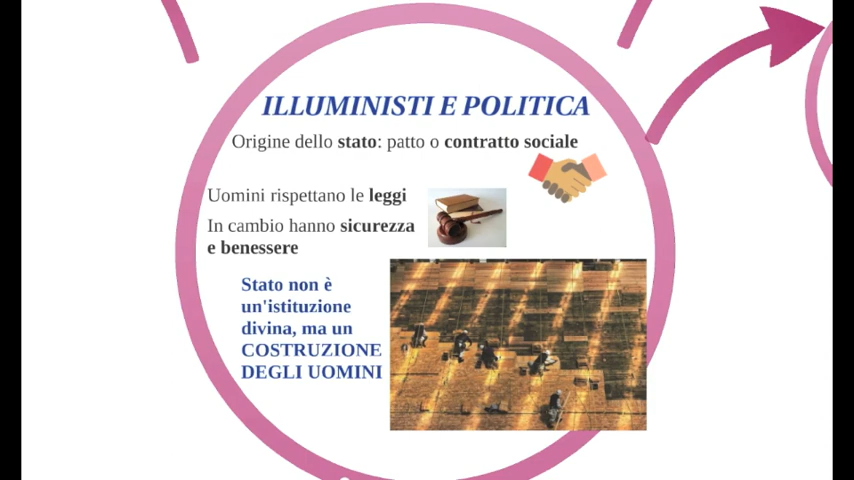 ILLUMINISTI E POLITICA
Origine dello stato: patto o contratto sociale
Uomini rispettano le leggi
In cambio hanno sicurezza
e benessere
Stato non è
un'istituzione
divina, ma un
COSTRUZIONE
DEGLI UOMINI